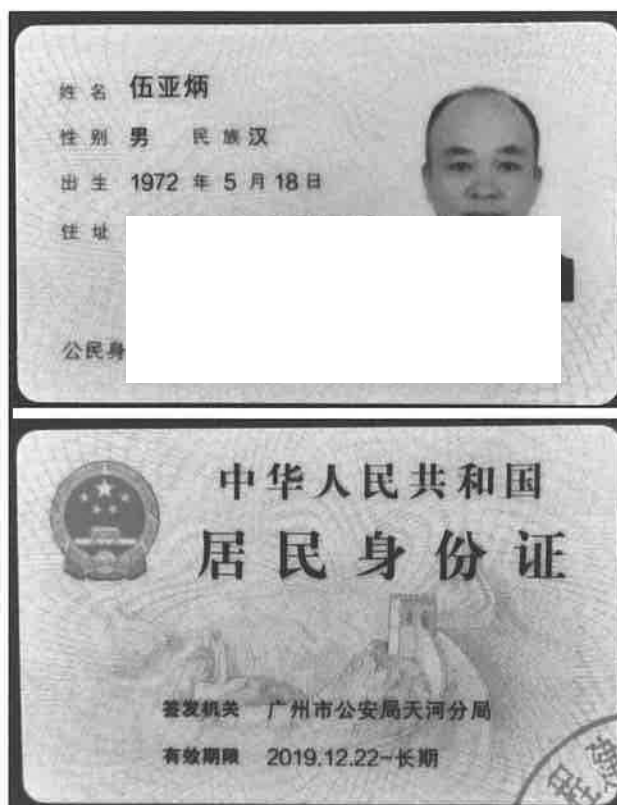 姓名 伍亚炳
性别 男 民族 汉
出生 1972 年 5 月 18 日
住址
公民身
中华人民共和国
居民身份证
签发机关 广州市公安局天河分局
有效期限 2019.12.22-长期